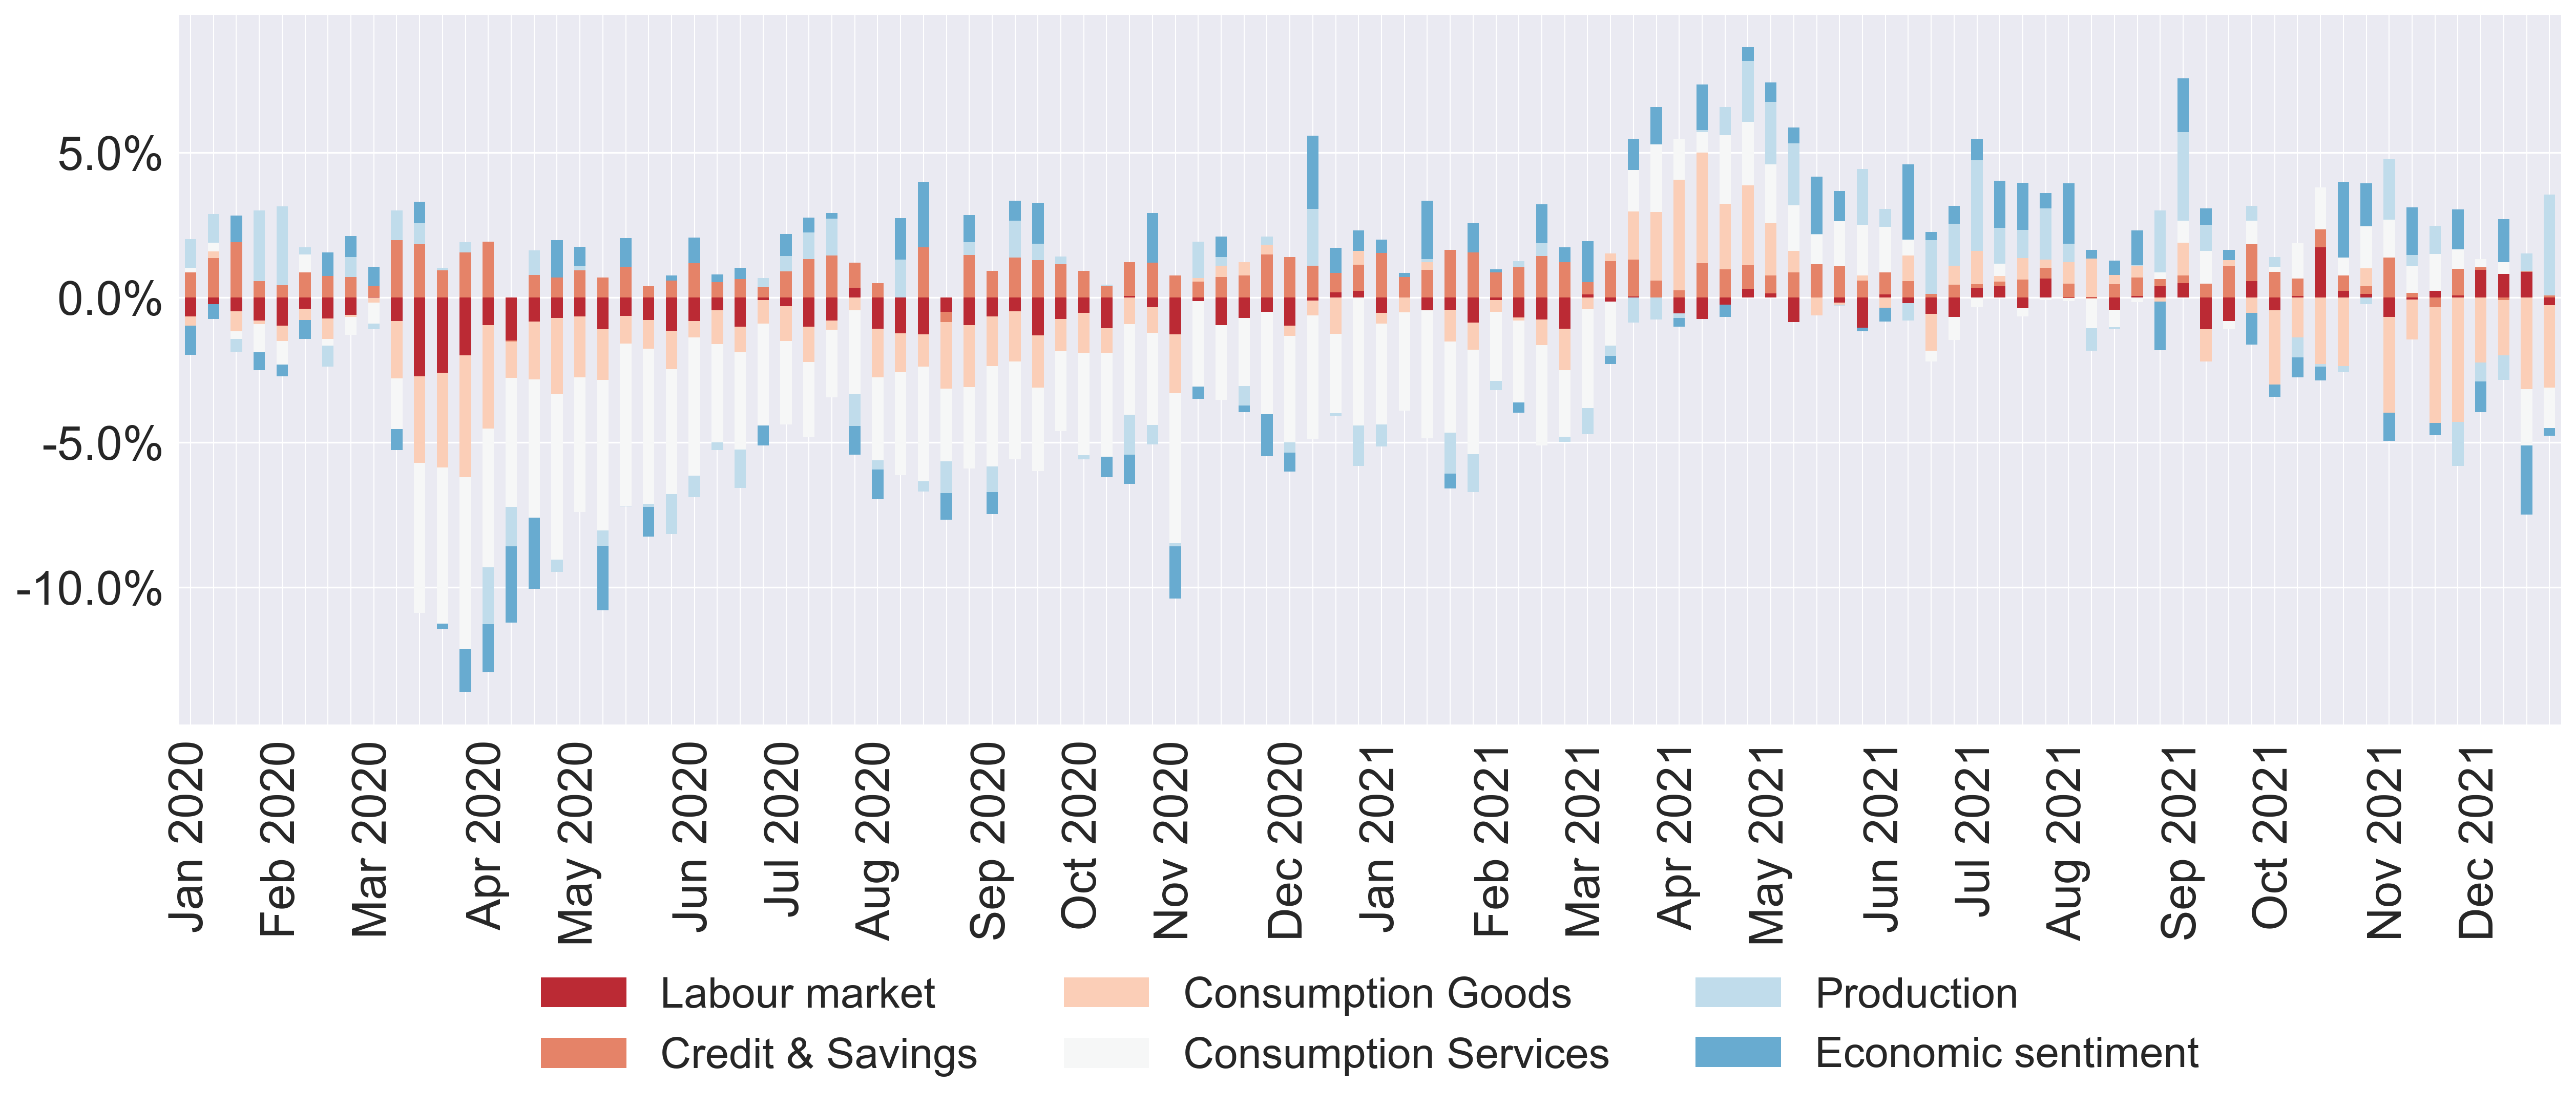 5.0%
0.0%
-5.0%
-10.0%
Jan 2020
Feb 2020
Mar 2020
Apr 2020
May 2020
Jun 2020
Jul 2020
Aug 2020
Sep 2020
Oct 2020
Nov 2020
Dec 2020
Jan 2021
Feb 2021
Mar 2021
Apr 2021
May 2021
Jun 2021
Jul 2021
Aug 2021
Sep 2021
Oct 2021
Nov 2021
Dec 2021
Labour market
Consumption Goods
Production
Credit & Savings
Consumption Services
Economic sentiment